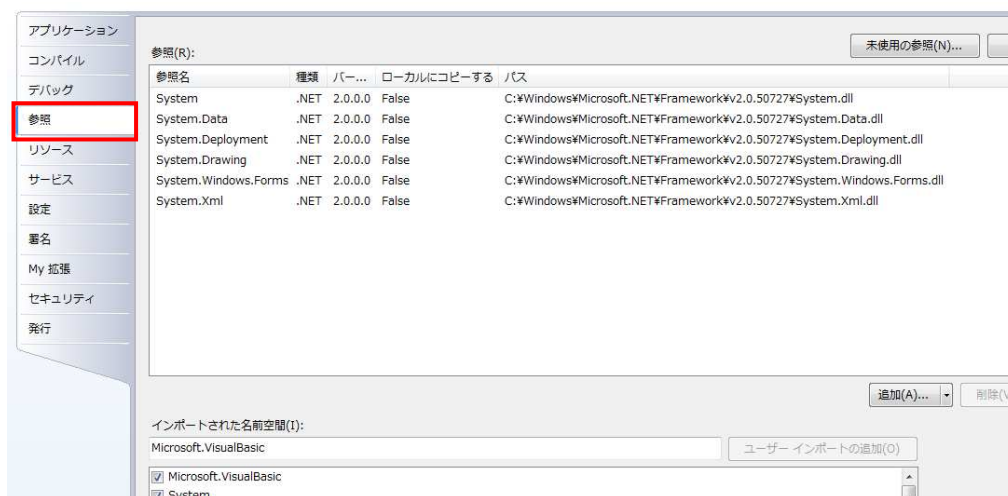 アプリケーション
コンパイル
デバッグ
参照
リソース
サービス
設定
署名
My 拡張
セキュリティ
発行
参照(R):
未使用の参照(N)...
参照名 種類 バー... ローカルにコピーする パス
System .NET 2.0.0.0 False C:¥Windows¥Microsoft.NET¥Framework¥v2.0.50727¥System.dll
System.Data .NET 2.0.0.0 False C:¥Windows¥Microsoft.NET¥Framework¥v2.0.50727¥System.Data.dll
System.Deployment .NET 2.0.0.0 False C:¥Windows¥Microsoft.NET¥Framework¥v2.0.50727¥System.Deployment.dll
System.Drawing .NET 2.0.0.0 False C:¥Windows¥Microsoft.NET¥Framework¥v2.0.50727¥System.Drawing.dll
System.Windows.Forms .NET 2.0.0.0 False C:¥Windows¥Microsoft.NET¥Framework¥v2.0.50727¥System.Windows.Forms.dll
System.Xml .NET 2.0.0.0 False C:¥Windows¥Microsoft.NET¥Framework¥v2.0.50727¥System.Xml.dll
追加(A)... 削除(
インポートされた名前空間(I):
Microsoft.VisualBasic ユーザー インポートの追加(O)
Microsoft.VisualBasic
System